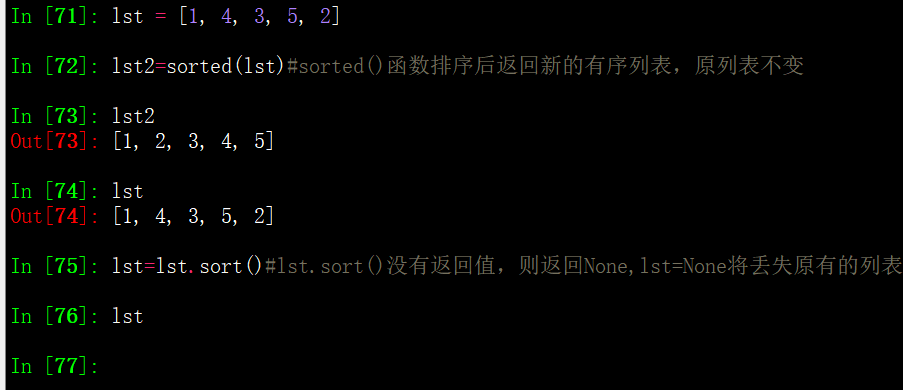 In [71]: lst = [1, 4, 3, 5, 2]
In [72]: lst2=sorted(lst)#sorted()函数排序后返回新的有序列表，原列表不变
In [73]: lst2
Out[73]: [1, 2, 3, 4, 5]
In [74]: lst
Out[74]: [1, 4, 3, 5, 2]
In [75]: lst=lst.sort()#lst.sort()没有返回值，则返回None,lst=None将丢失原有的列表
In [76]: lst
In [77]: